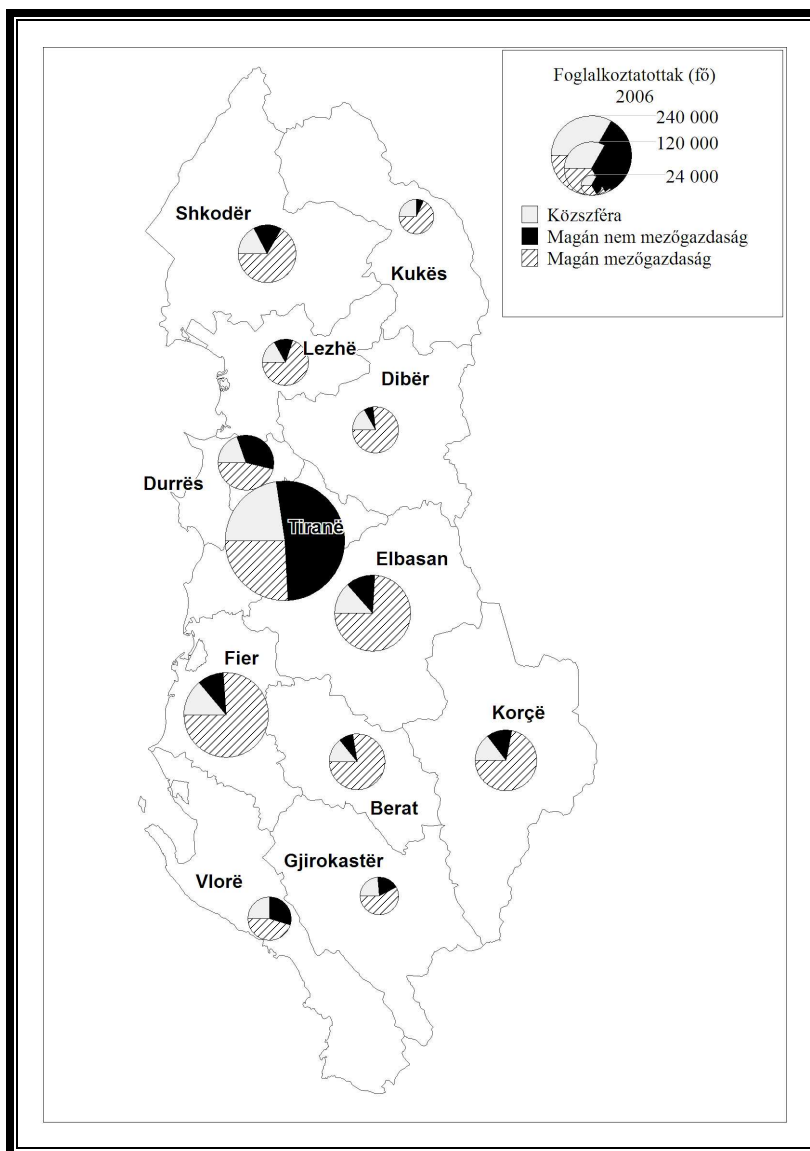 Foglalkoztatottak (fő)
2006
240 000
120 000
24 000
Közszféra
Magán nem mezőgazdaság
Magán mezőgazdaság
Shkodër
Kukës
Lezhë
Dibër
Durrës
Tiranë
Elbasan
Fier
Korçë
Berat
Gjirokastër
Vlorë